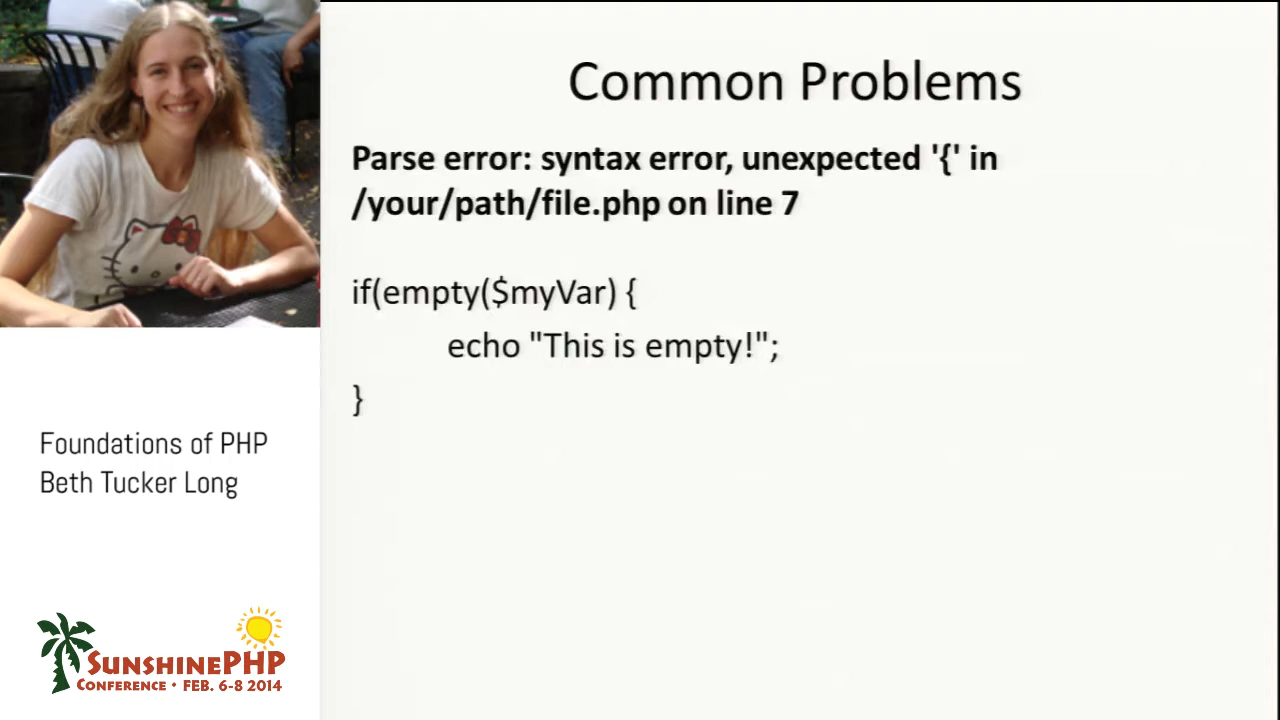 Common Problems
Parse error: syntax error, unexpected '{' in
/your/path/file.php on line 7
if(empty($myVar) {
echo "This is empty!";
}
Foundations of PHP
Beth Tucker Long
SUNSHINEPHP
CONFERENCE • FEB. 6-8 2014